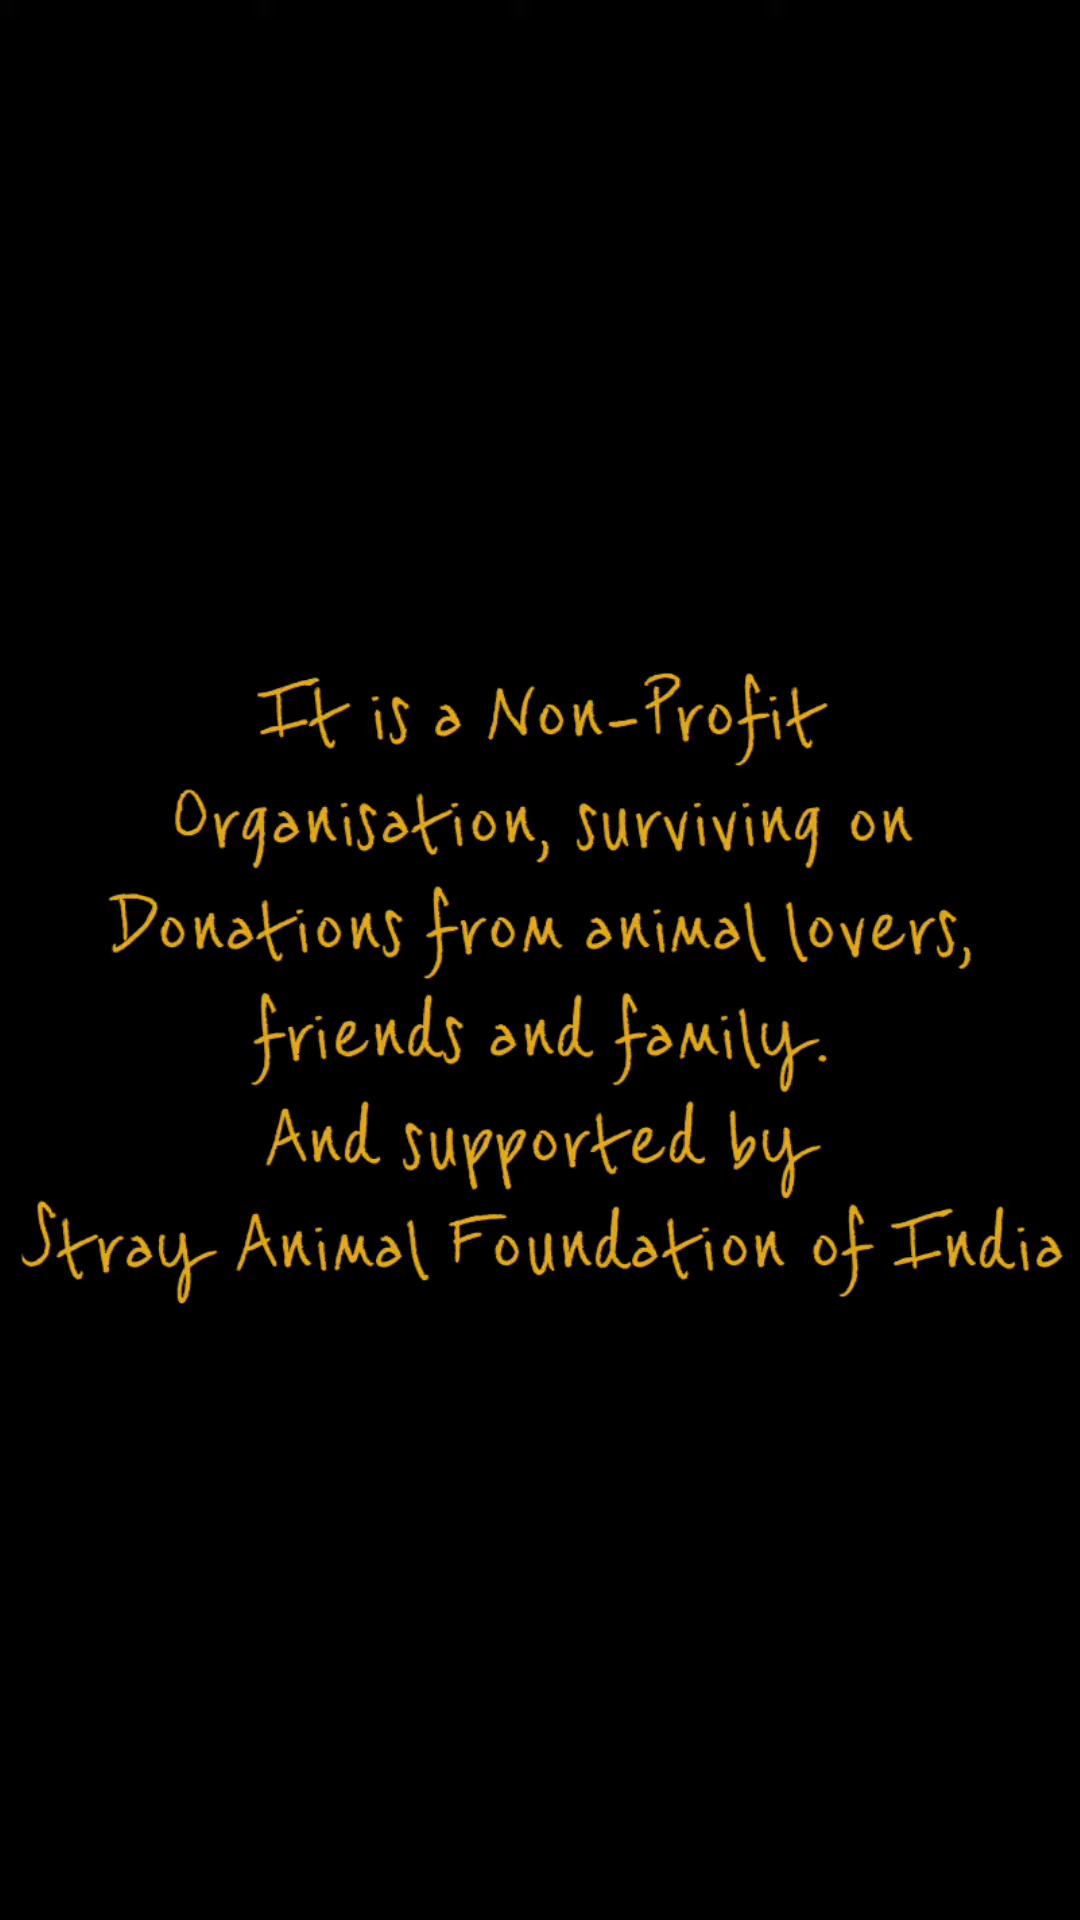 It is a Non-Profit
Organisation, surviving on
Donations from animal lovers,
friends and family.
And supported by
Stray Animal Foundation of India